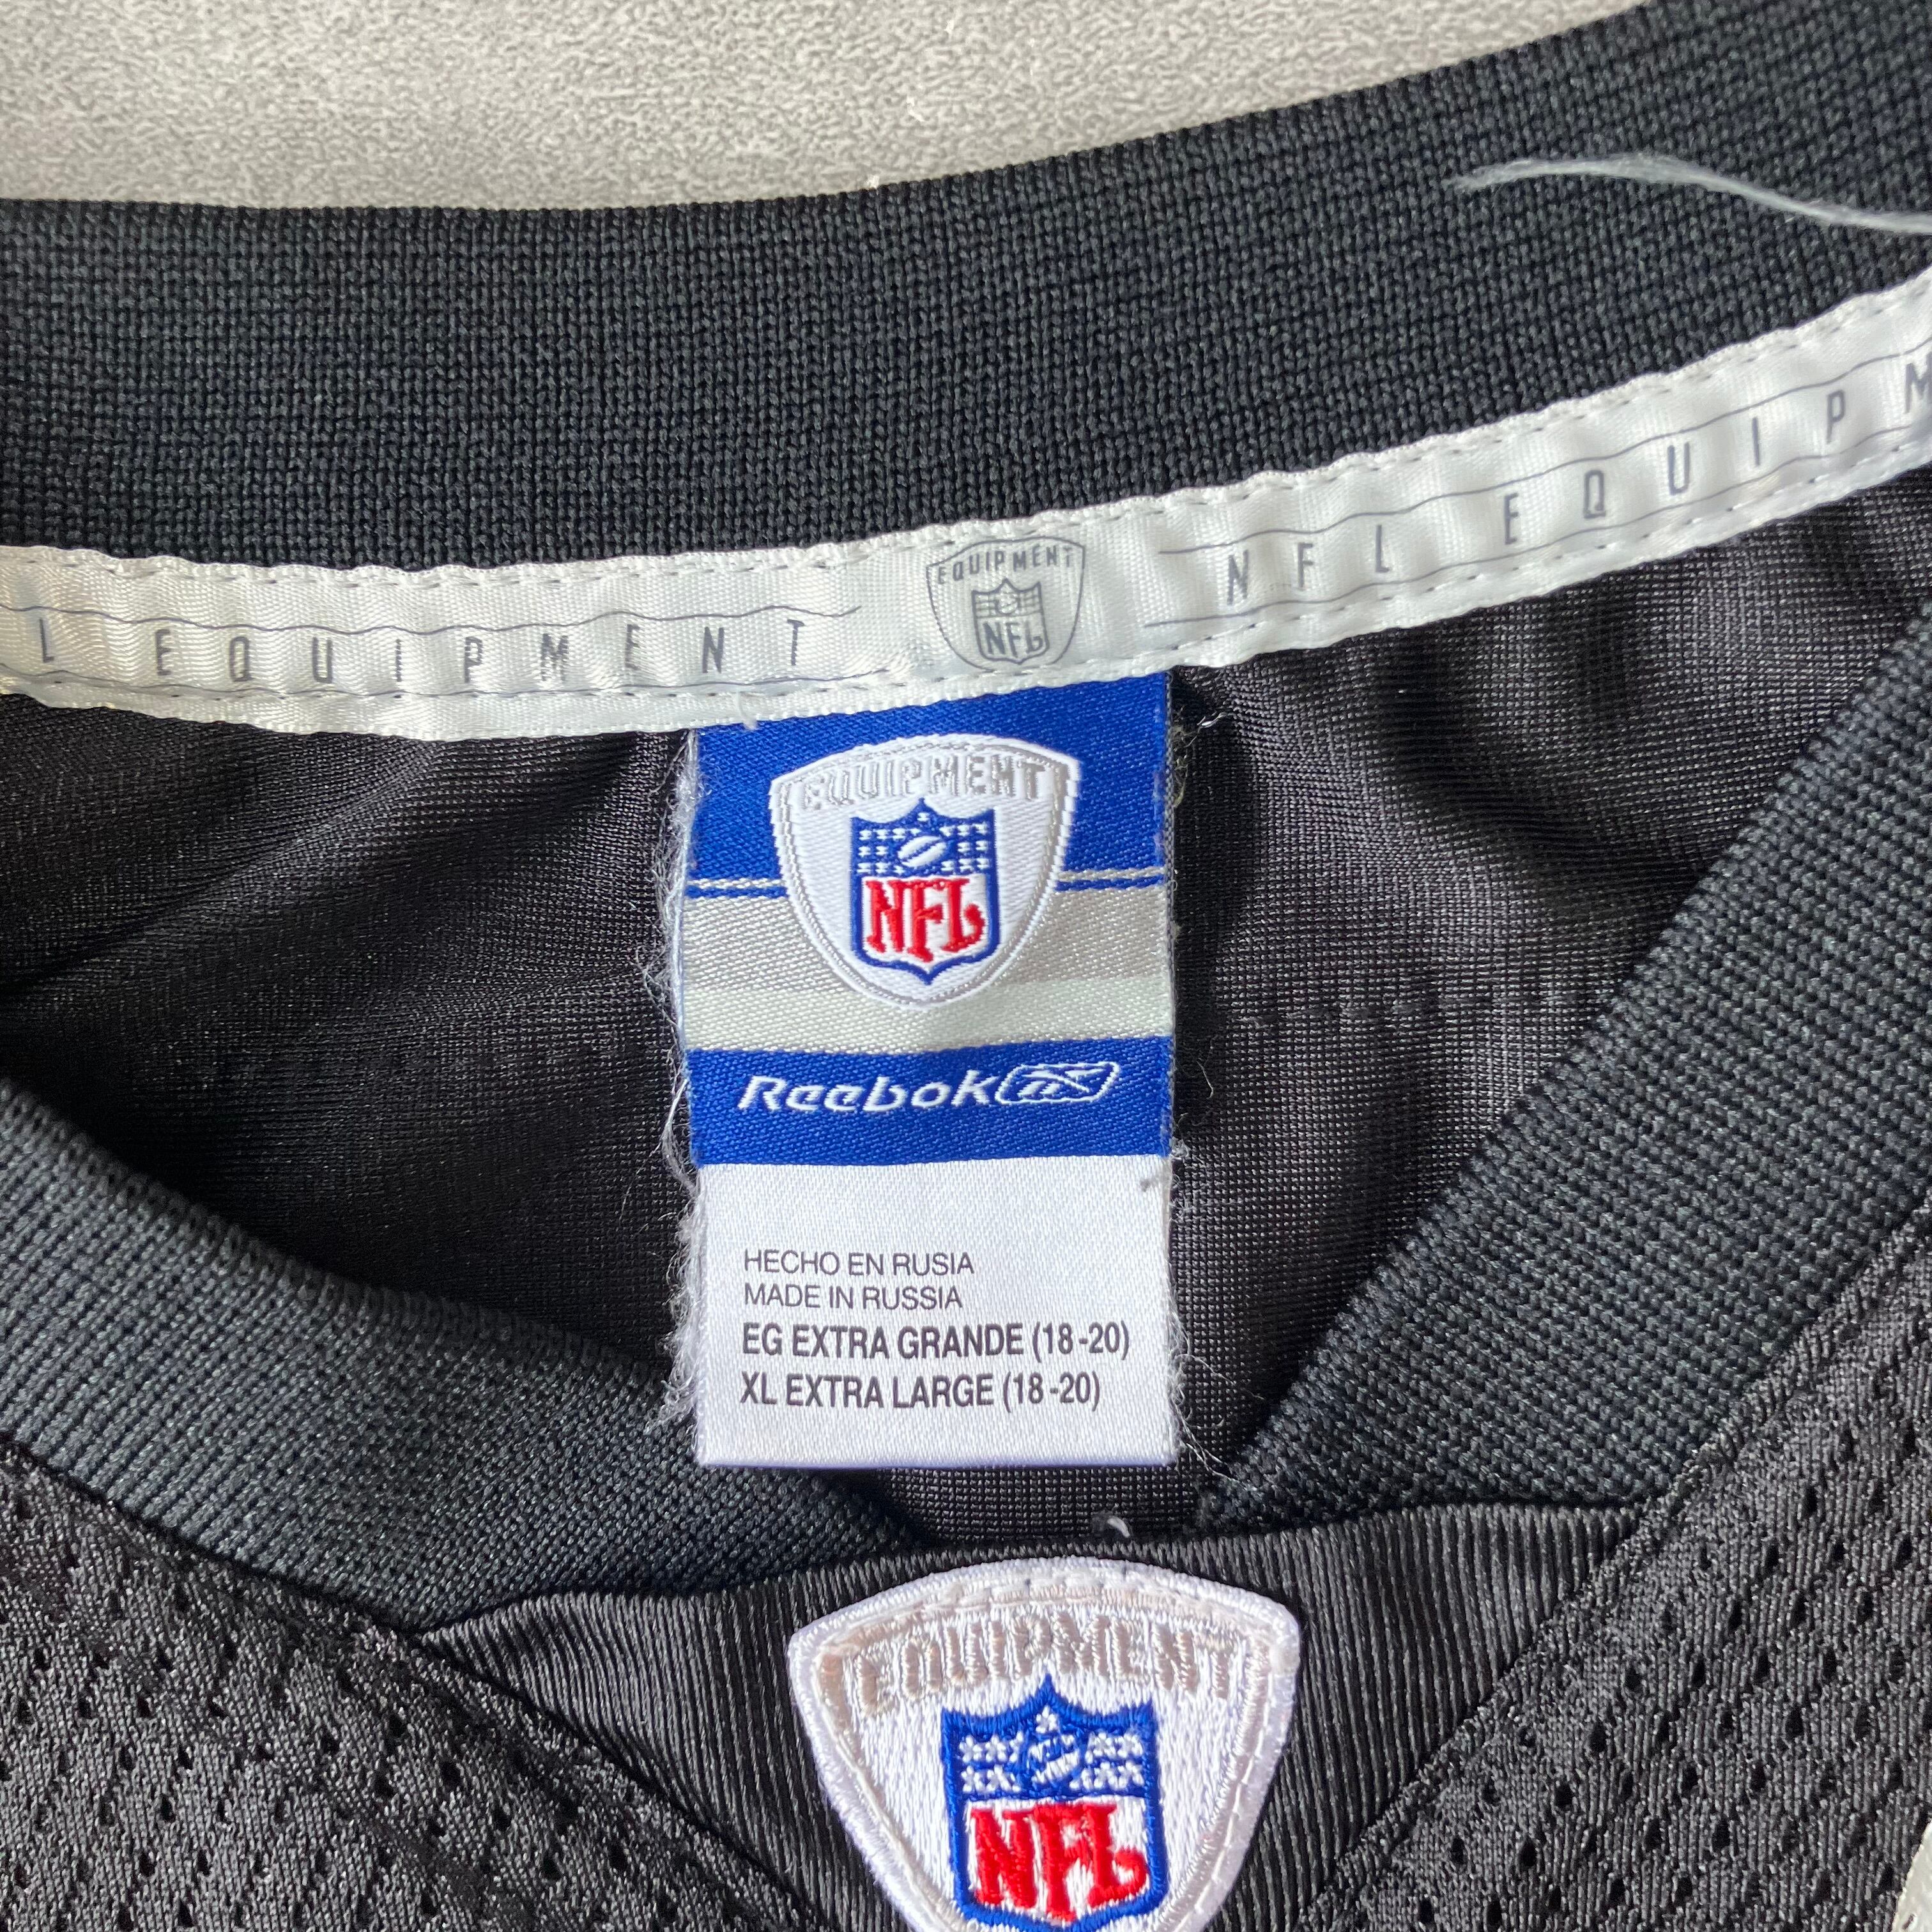 L EQUIPMENT
EQUIPMENT
NFL
NFL EQUIPM
EQUIPMENT
NFL
Reebok
HECHO EN RUSIA
MADE IN RUSSIA
EG EXTRA GRANDE (18-20)
XL EXTRA LARGE (18-20)
EQUIPMENT
NFL